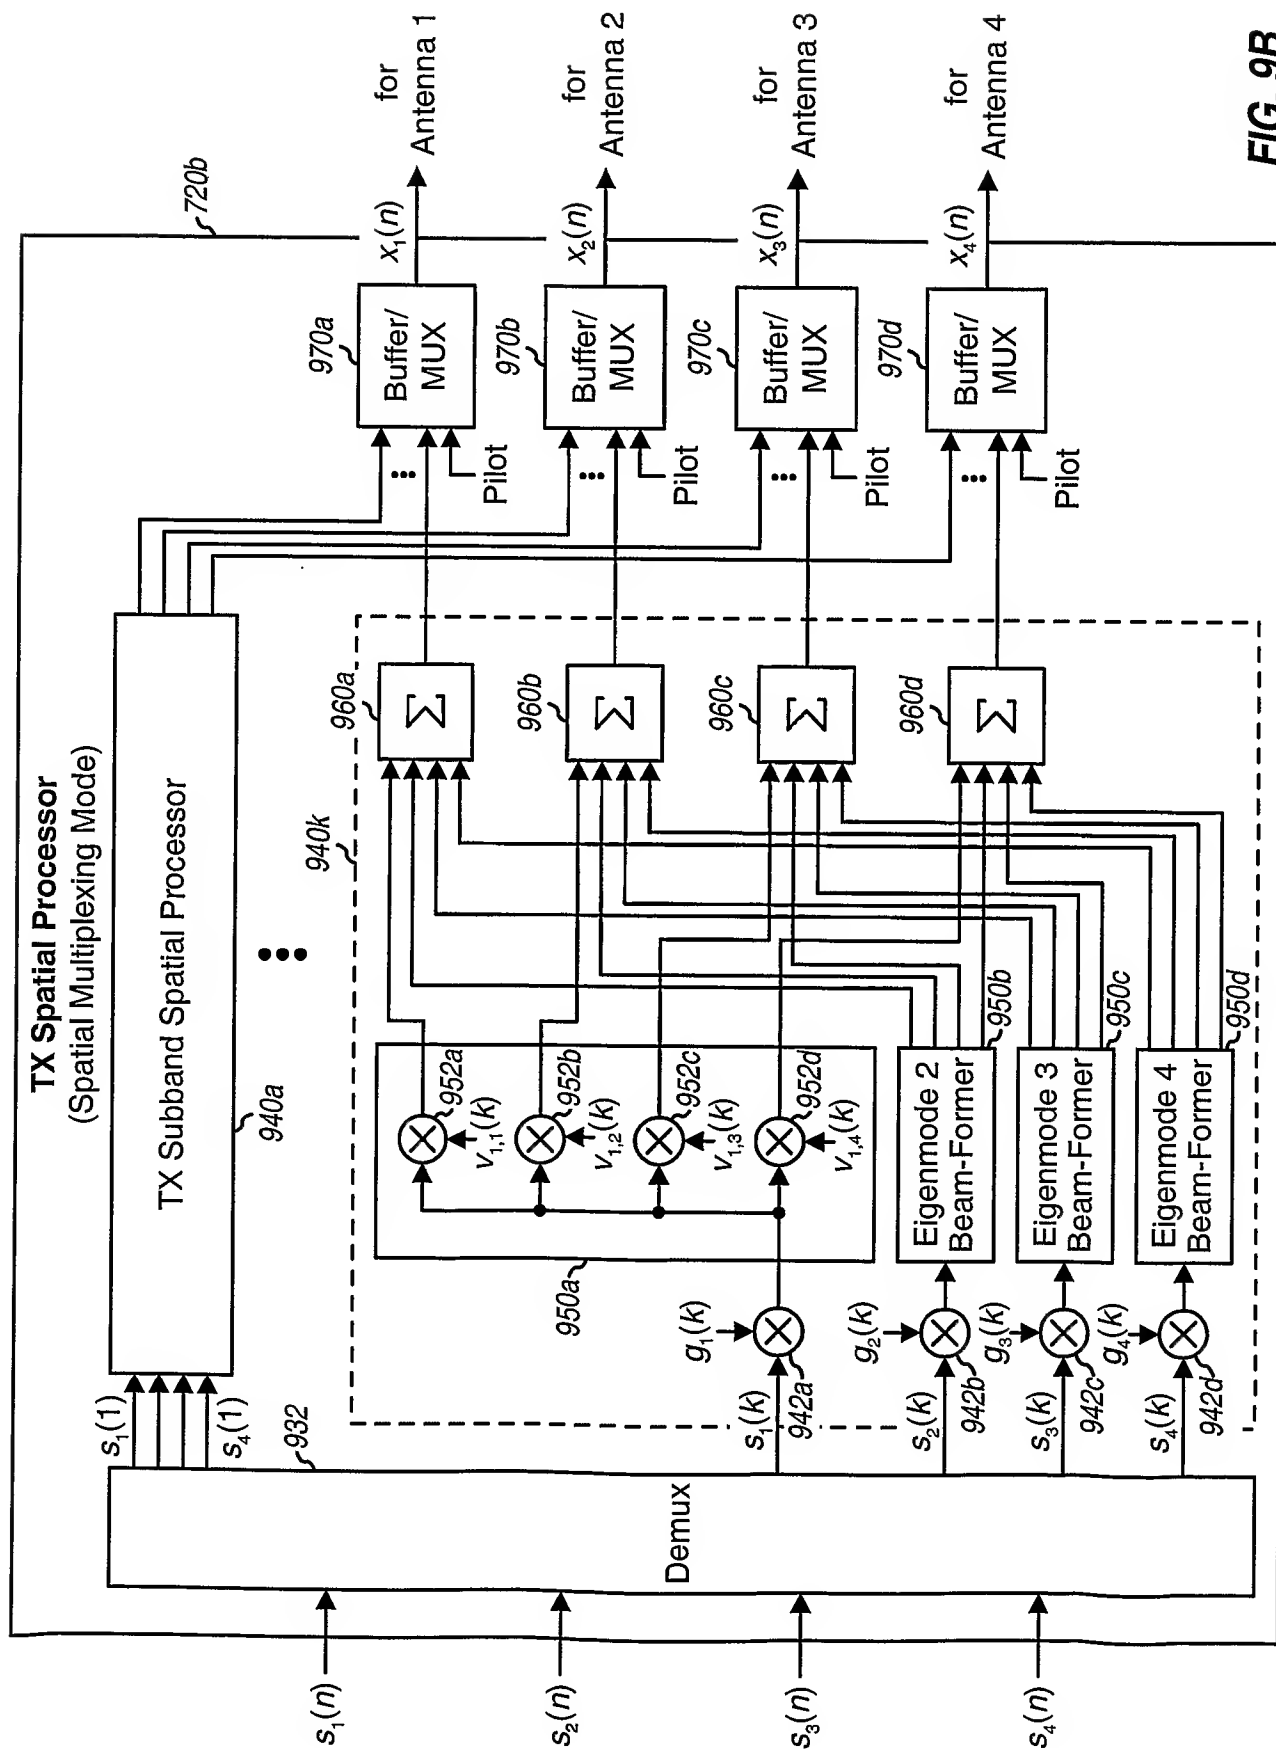 TX Spatial Processor
(Spatial Multiplexing Mode)
720b
s₁(n)
s₂(n)
s₃(n)
s₄(n)
Demux
932
s₁(1)
s₄(1)
TX Subband Spatial Processor
940a
940k
s₁(k)
s₂(k)
s₃(k)
s₄(k)
g₁(k)
g₂(k)
g₃(k)
g₄(k)
942a
942b
942c
942d
950a
v₁,₁(k)
v₁,₂(k)
v₁,₃(k)
v₁,₄(k)
952a
952b
952c
952d
Eigenmode 2
Beam-Former
950b
Eigenmode 3
Beam-Former
950c
Eigenmode 4
Beam-Former
950d
960a
Σ
960b
Σ
960c
Σ
960d
Σ
Pilot
Pilot
Pilot
Pilot
970a
Buffer/
MUX
970b
Buffer/
MUX
970c
Buffer/
MUX
970d
Buffer/
MUX
x₁(n)
x₂(n)
x₃(n)
x₄(n)
for
Antenna 1
for
Antenna 2
for
Antenna 3
for
Antenna 4
FIG. 9B